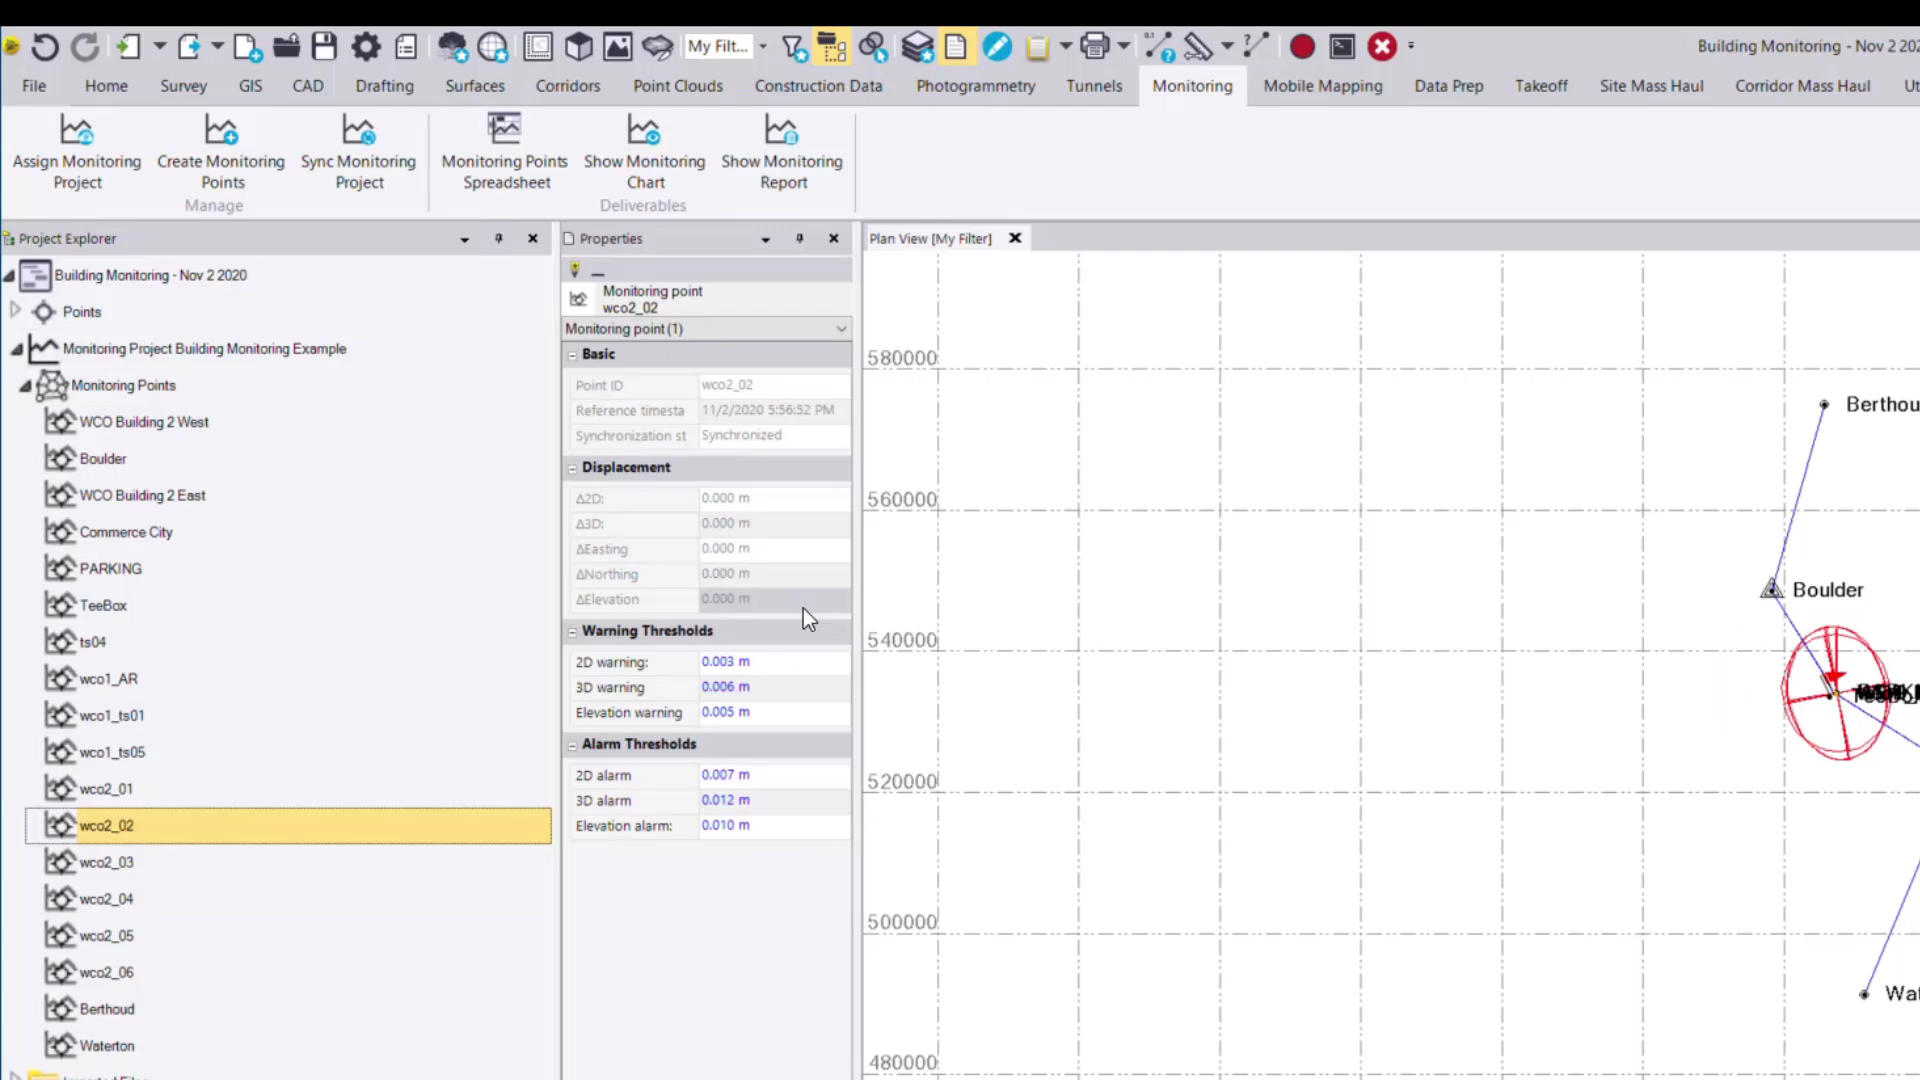 My Filt...
Building Monitoring - Nov 2 202
File Home Survey GIS CAD Drafting Surfaces Corridors Point Clouds Construction Data Photogrammetry Tunnels Monitoring Mobile Mapping Data Prep Takeoff Site Mass Haul Corridor Mass Haul Ut
Assign Monitoring Project
Create Monitoring Points
Sync Monitoring Project
Monitoring Points Spreadsheet
Show Monitoring Chart
Show Monitoring Report
Manage
Deliverables
Project Explorer
Building Monitoring - Nov 2 2020
Points
Monitoring Project Building Monitoring Example
Monitoring Points
WCO Building 2 West
Boulder
WCO Building 2 East
Commerce City
PARKING
TeeBox
ts04
wco1_AR
wco1_ts01
wco1_ts05
wco2_01
wco2_02
wco2_03
wco2_04
wco2_05
wco2_06
Berthoud
Waterton
Properties
Monitoring point
wco2_02
Monitoring point (1)
Basic
Point ID wco2_02
Reference timesta 11/2/2020 5:56:52 PM
Synchronization st Synchronized
Displacement
Δ2D: 0.000 m
Δ3D: 0.000 m
ΔEasting 0.000 m
ΔNorthing 0.000 m
ΔElevation 0.000 m
Warning Thresholds
2D warning: 0.003 m
3D warning 0.006 m
Elevation warning 0.005 m
Alarm Thresholds
2D alarm 0.007 m
3D alarm 0.012 m
Elevation alarm: 0.010 m
Plan View [My Filter]
580000
560000
540000
520000
500000
480000
Berthou
Boulder
Wat